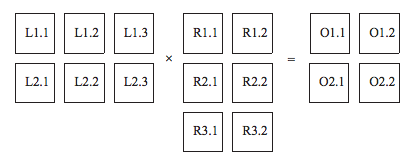 L1.1 L1.2 L1.3 R1.1 R1.2 O1.1 O1.2
L2.1 L2.2 L2.3 × R2.1 R2.2 = O2.1 O2.2
R3.1 R3.2